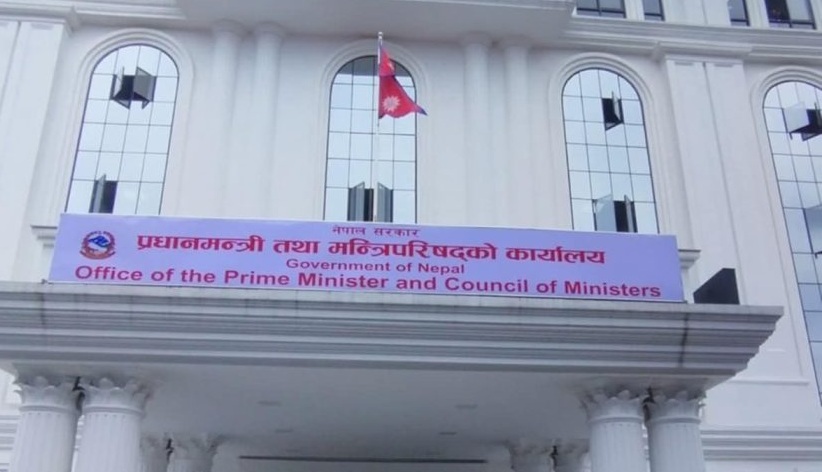 नेपाल सरकार
प्रधानमन्त्री तथा मन्त्रिपरिषद्को कार्यालय
Government of Nepal
Office of the Prime Minister and Council of Ministers